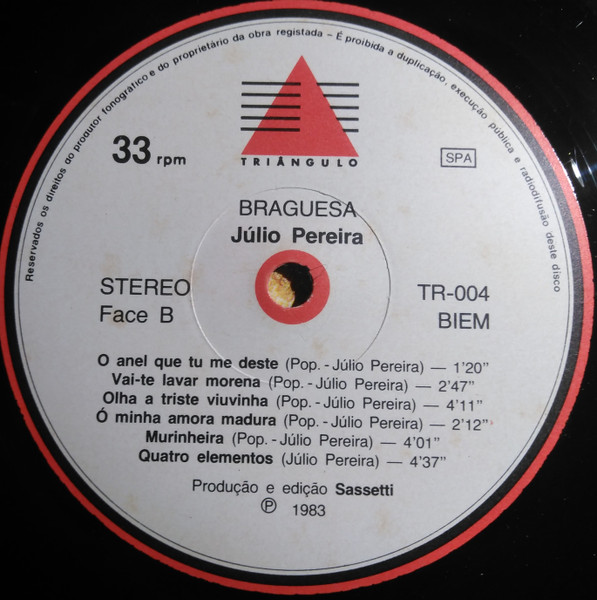 Reservados os direitos do produtor fonográfico e do proprietário da obra registada – É proibida a duplicação, execução pública e radiodifusão deste disco
TRIÂNGULO
33 rpm
SPA
BRAGUESA
Júlio Pereira
STEREO
Face B
TR-004
BIEM
O anel que tu me deste (Pop. - Júlio Pereira) — 1'20"
Vai-te lavar morena (Pop. - Júlio Pereira) — 2'47"
Olha a triste viuvinha (Pop. - Júlio Pereira) — 4'11"
Ó minha amora madura (Pop. - Júlio Pereira) — 2'12"
Murinheira (Pop. - Júlio Pereira) — 4'01"
Quatro elementos (Júlio Pereira) — 4'37"
Produção e edição Sassetti
℗ 1983